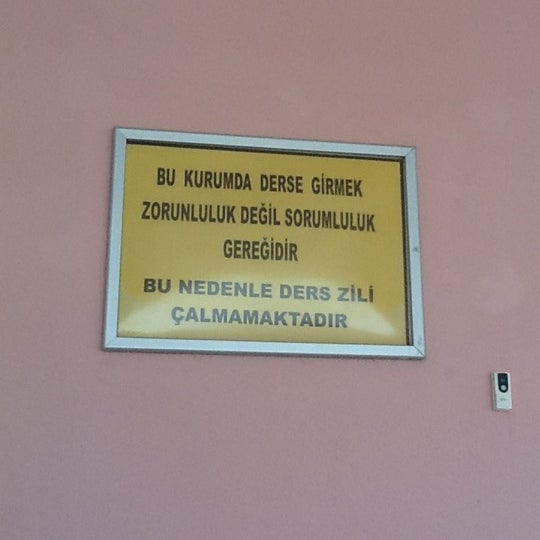 BU KURUMDA DERSE GİRMEK
ZORUNLULUK DEĞİL SORUMLULUK
GEREĞİDİR
BU NEDENLE DERS ZİLİ
ÇALMAMAKTADIR